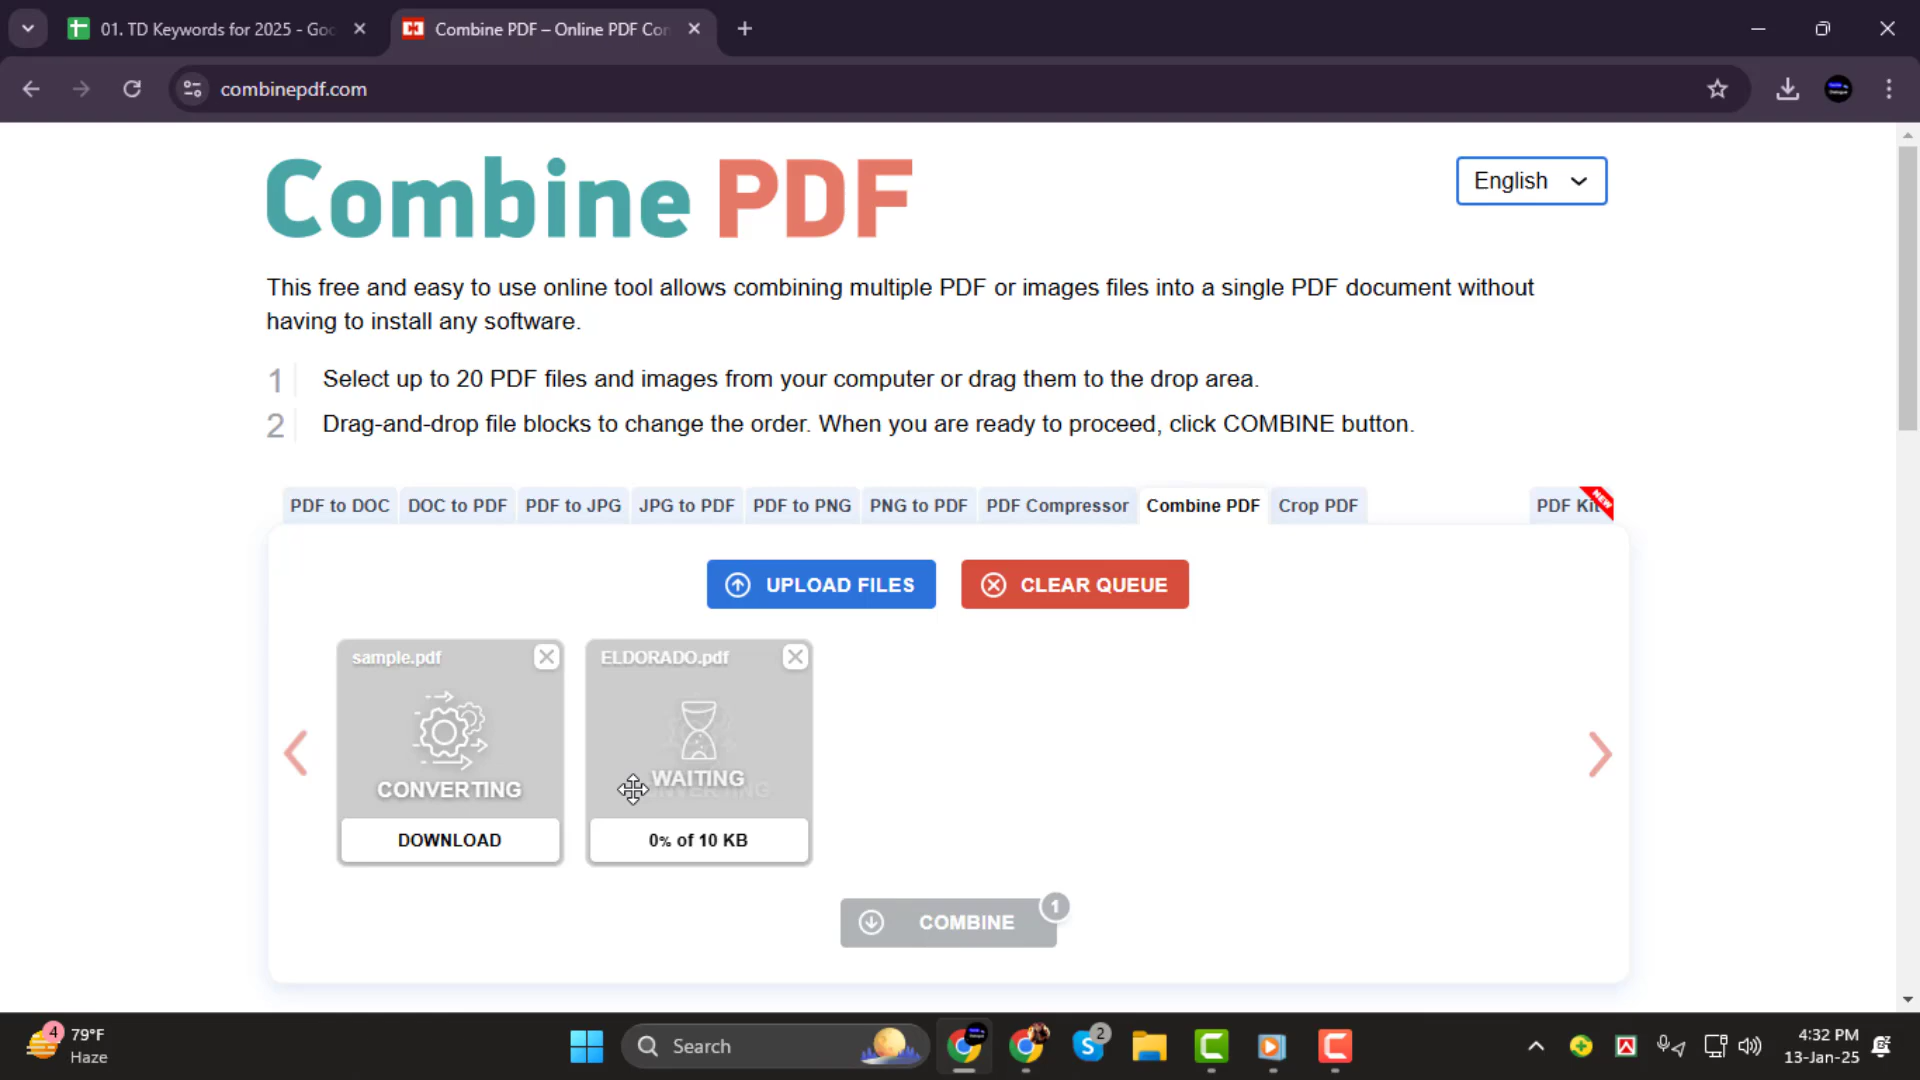 01. TD Keywords for 2025 - Goo
Combine PDF – Online PDF Con
combinepdf.com
Combine PDF
English
This free and easy to use online tool allows combining multiple PDF or images files into a single PDF document without
having to install any software.
1 Select up to 20 PDF files and images from your computer or drag them to the drop area.
2 Drag-and-drop file blocks to change the order. When you are ready to proceed, click COMBINE button.
PDF to DOC DOC to PDF PDF to JPG JPG to PDF PDF to PNG PNG to PDF PDF Compressor Combine PDF Crop PDF PDF Kit NEW
UPLOAD FILES CLEAR QUEUE
sample.pdf ELDORADO.pdf
WAITING
CONVERTING CONVERTING
DOWNLOAD 0% of 10 KB
COMBINE 1
4 79°F
Haze
Search
2
4:32 PM
13-Jan-25